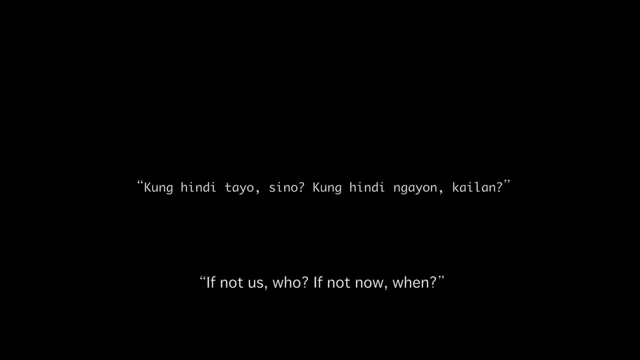 “Kung hindi tayo, sino? Kung hindi ngayon, kailan?”
“If not us, who? If not now, when?”